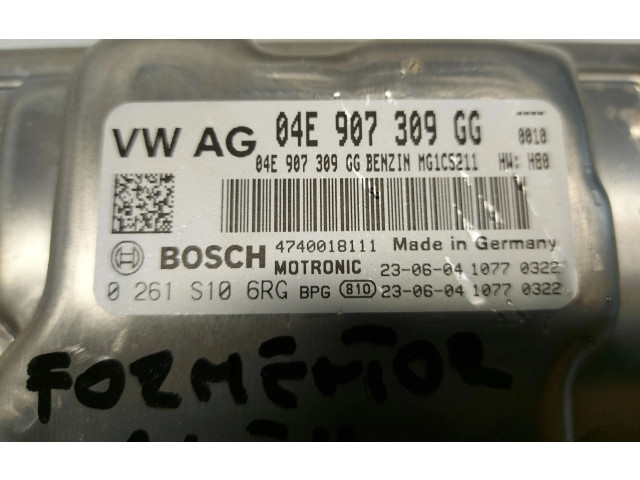 VW AG 04E 907 309 GG ---- 0010
04E 907 309 GG BENZIN MG1CS211 HW: H80
BOSCH 4740018111 Made in Germany
MOTRONIC 23-06-04 1077 0322
0 261 S10 6RG BPG 810 23-06-04 1077 0322
FORMENTOR